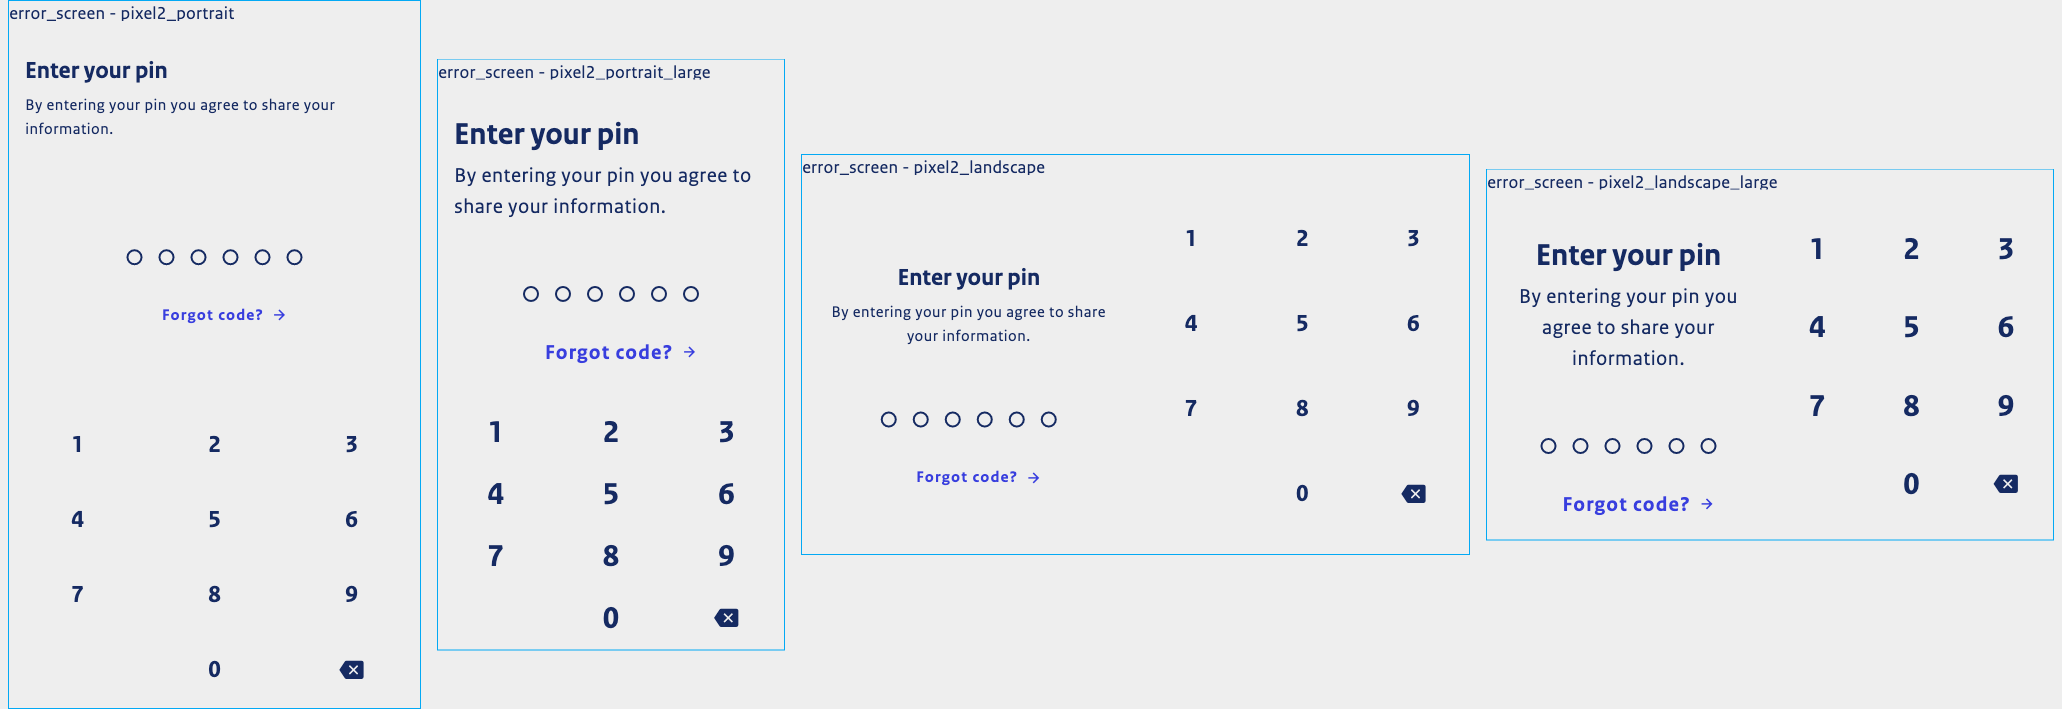 error_screen - pixel2_portrait
Enter your pin
By entering your pin you agree to share your
information.
Forgot code? →
1 2 3
4 5 6
7 8 9
0
error_screen - pixel2_portrait_large
Enter your pin
By entering your pin you agree to
share your information.
Forgot code? →
1 2 3
4 5 6
7 8 9
0
error_screen - pixel2_landscape
Enter your pin
By entering your pin you agree to share
your information.
Forgot code? →
1 2 3
4 5 6
7 8 9
0
error_screen - pixel2_landscape_large
Enter your pin
By entering your pin you
agree to share your
information.
Forgot code? →
1 2 3
4 5 6
7 8 9
0